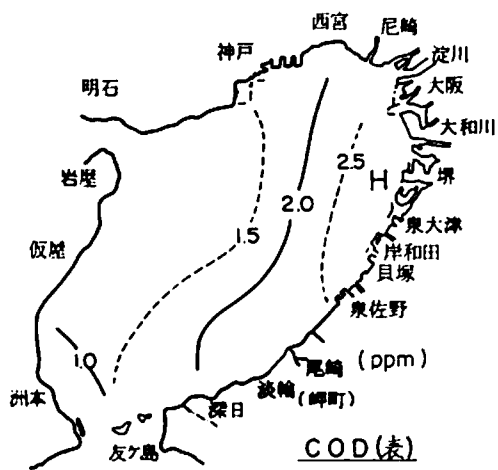 西宮
尼崎
神戸
淀川
大阪
明石
大和川
2.5
H
堺
岩屋
2.0
泉大津
1.5
岸和田
仮屋
貝塚
泉佐野
1.0
尾崎
(ppm)
淡輪
(岬町)
洲本
深日
友ケ島
COD(表)